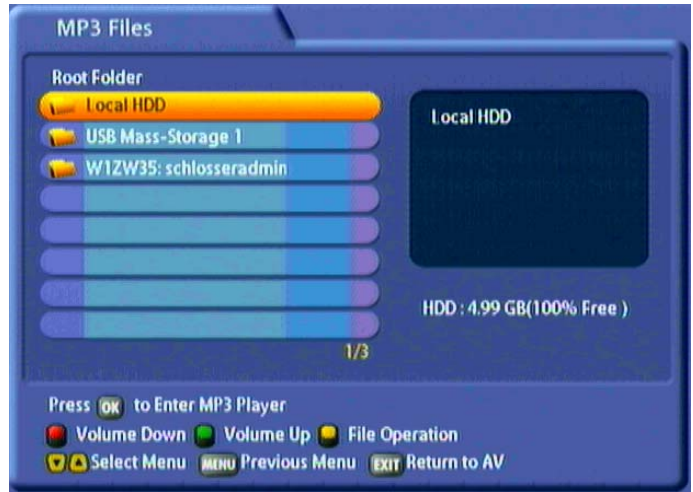 MP3 Files
Root Folder
Local HDD
USB Mass-Storage 1
W1ZW35: schlosseradmin
Local HDD
HDD : 4.99 GB(100% Free )
1/3
Press OK to Enter MP3 Player
Volume Down Volume Up File Operation
Select Menu MENU Previous Menu EXIT Return to AV